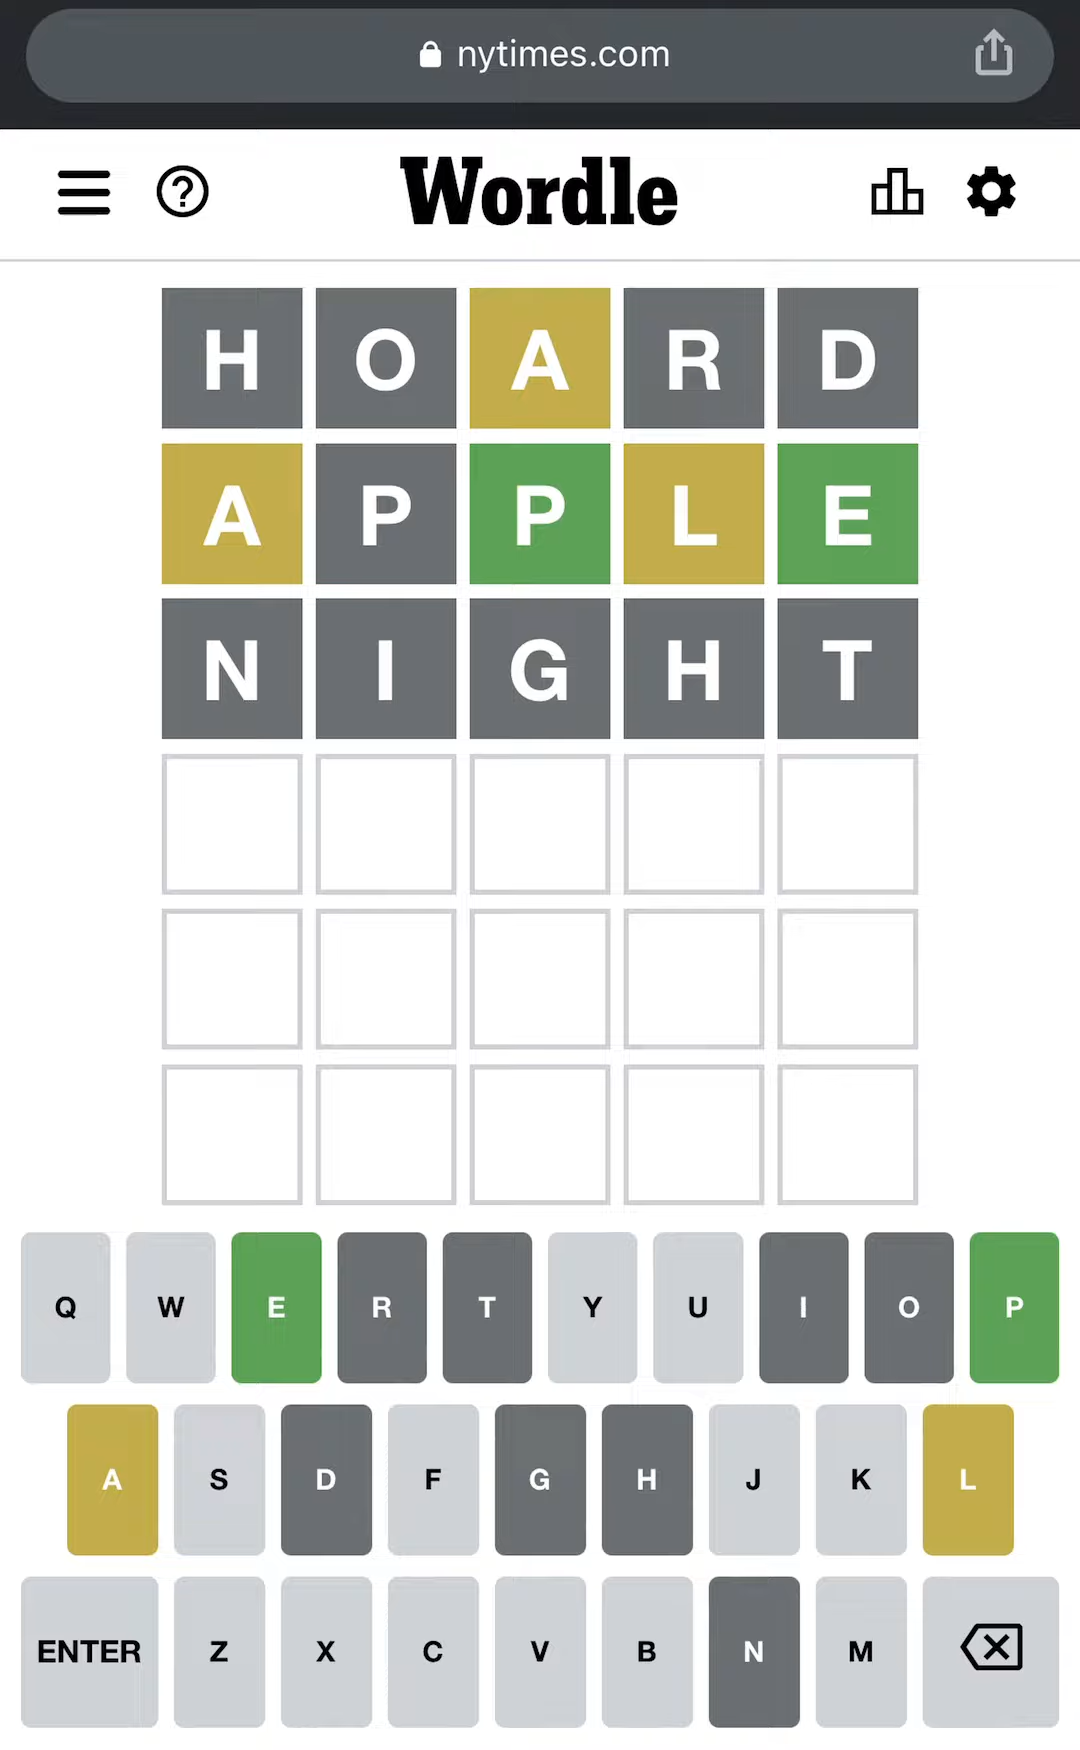 nytimes.com
Wordle
H O A R D
A P P L E
N I G H T
Q W E R T Y U I O P
A S D F G H J K L
ENTER Z X C V B N M